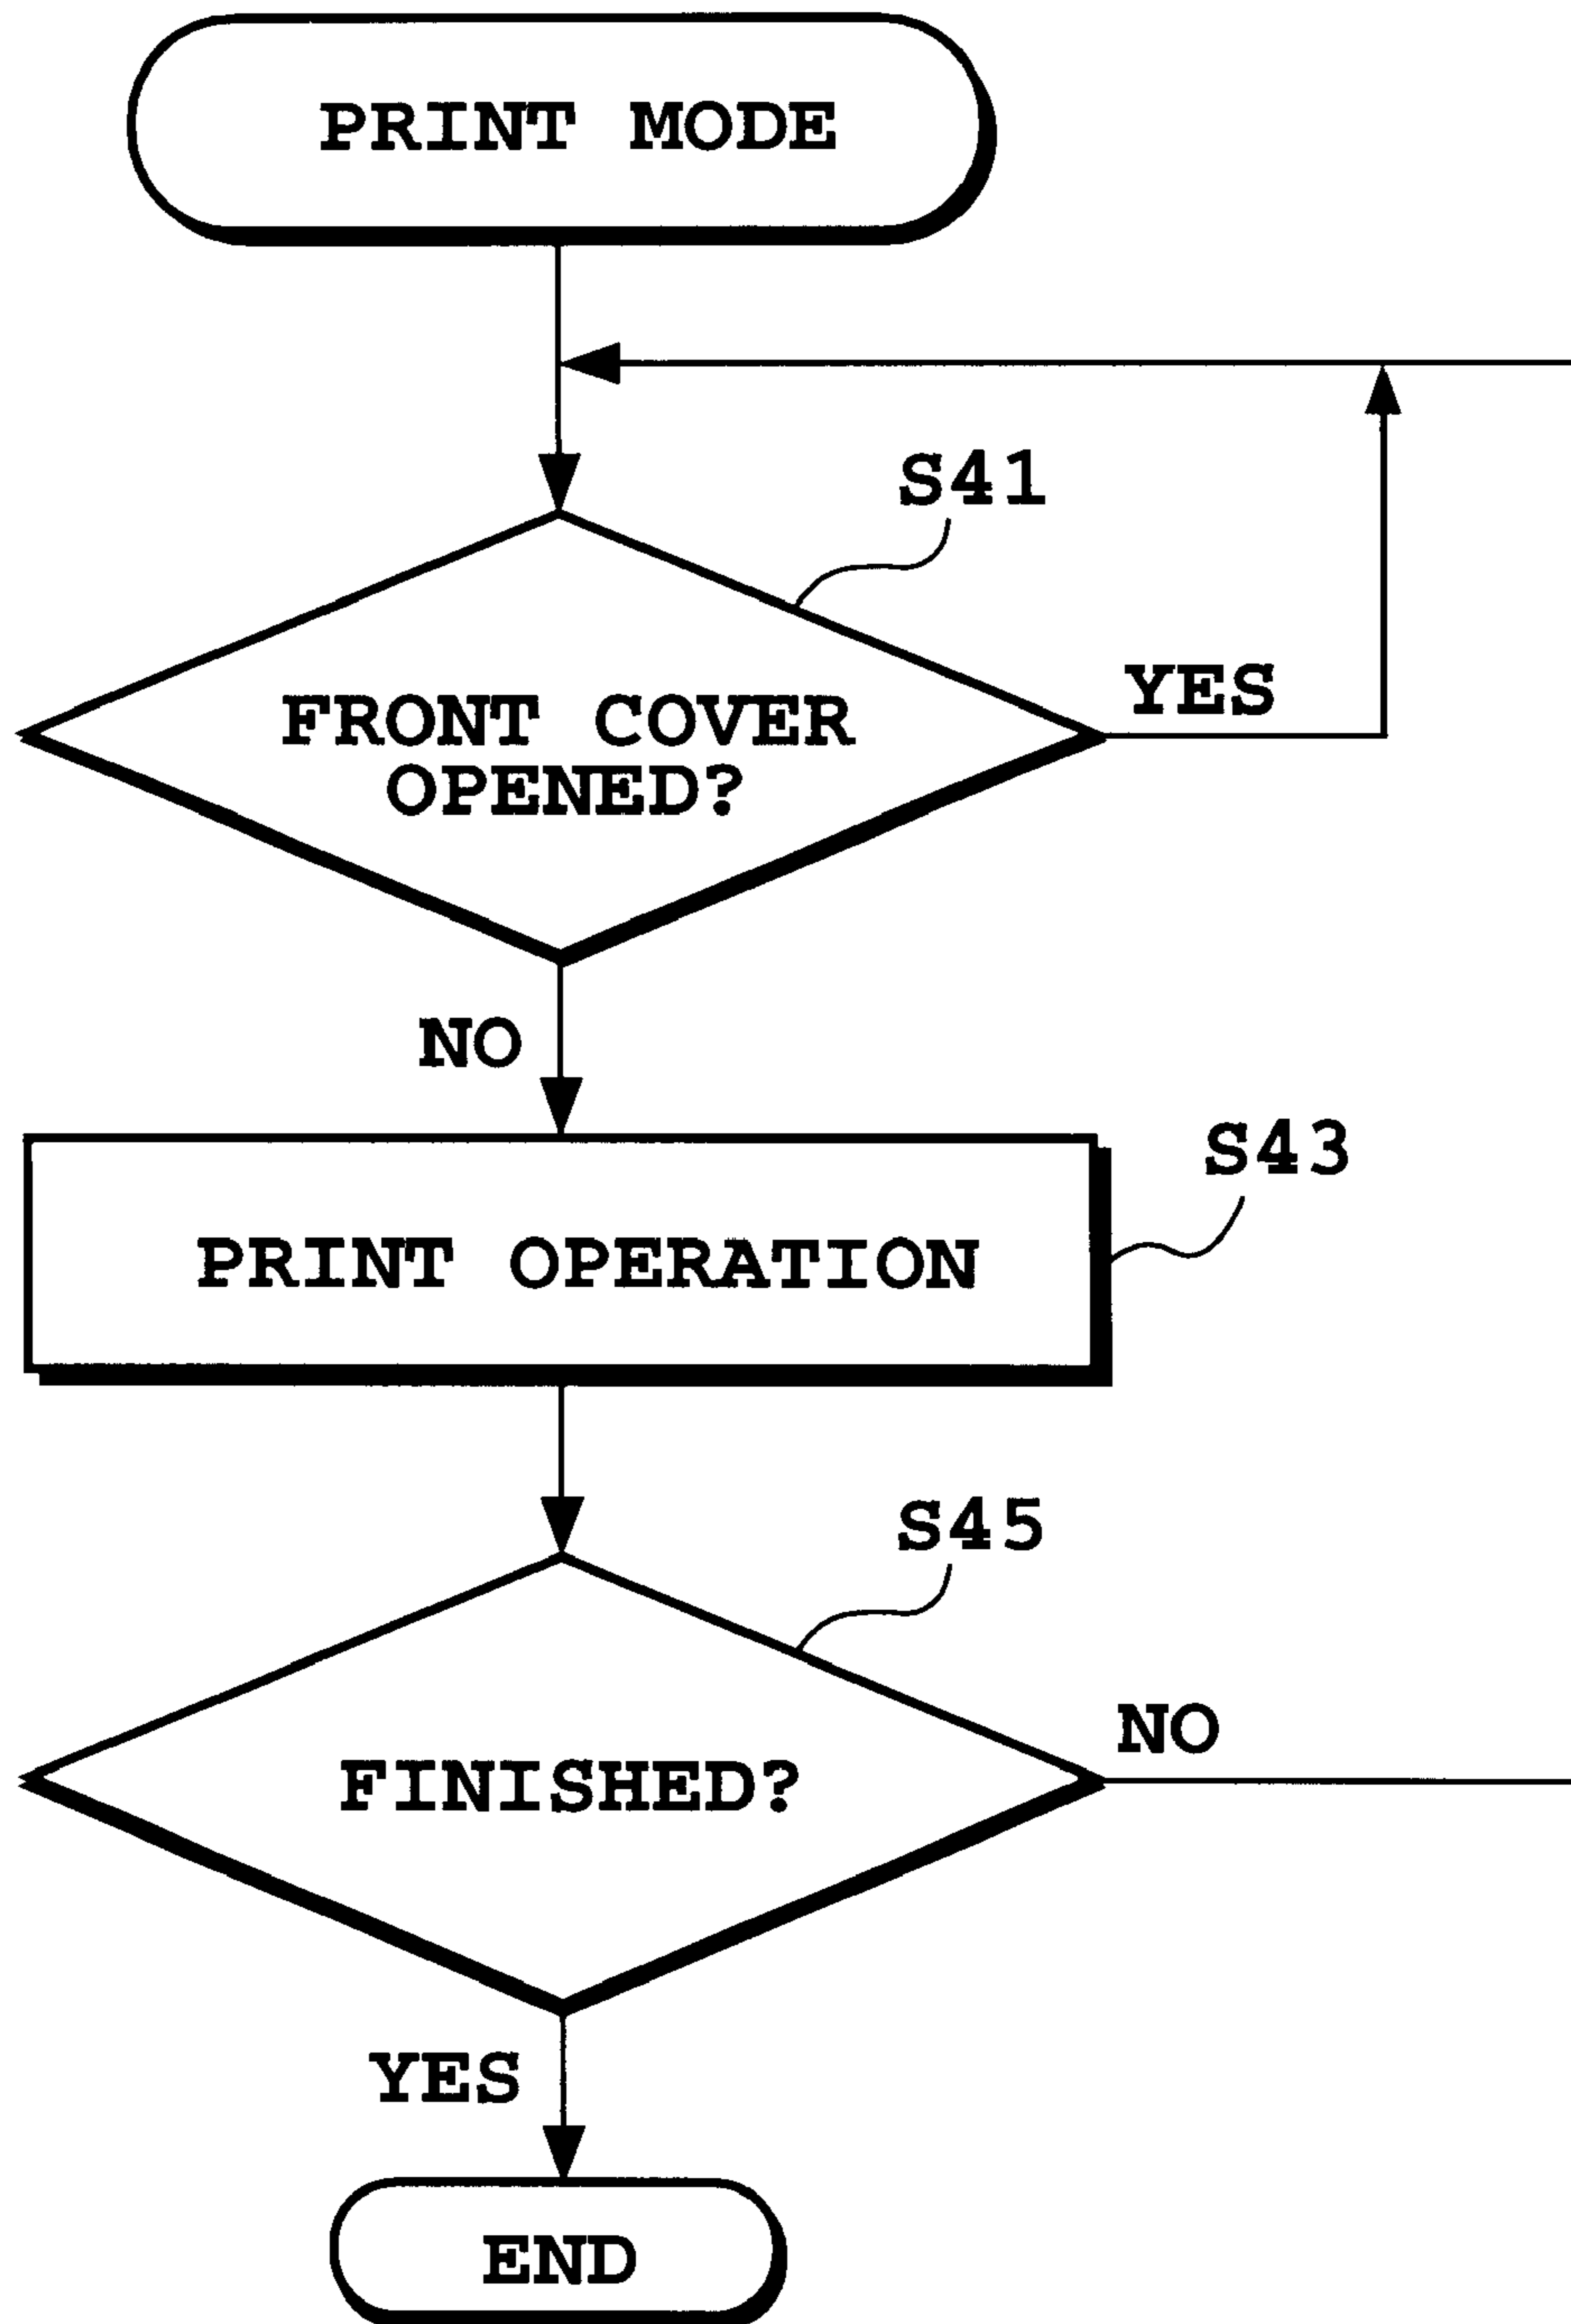 PRINT MODE
S41
YES
FRONT COVER
OPENED?
NO
S43
PRINT OPERATION
S45
NO
FINISHED?
YES
END